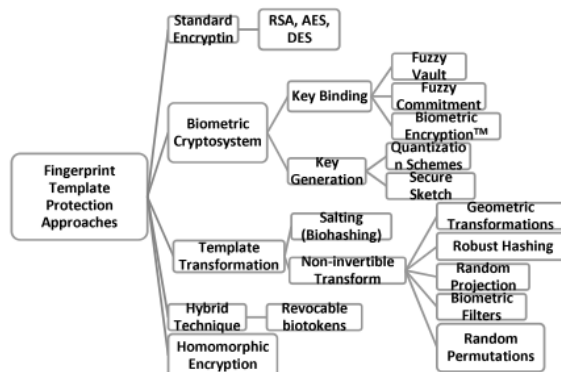 Standard
Encryptin
RSA, AES,
DES
Fuzzy
Vault
Key Binding
Fuzzy
Commitment
Biometric
Encryption™
Biometric
Cryptosystem
Key
Generation
Quantizatio
n Schemes
Secure
Sketch
Fingerprint
Template
Protection
Approaches
Template
Transformation
Salting
(Biohashing)
Non-invertible
Transform
Geometric
Transformations
Robust Hashing
Random
Projection
Biometric
Filters
Random
Permutations
Hybrid
Technique
Revocable
biotokens
Homomorphic
Encryption